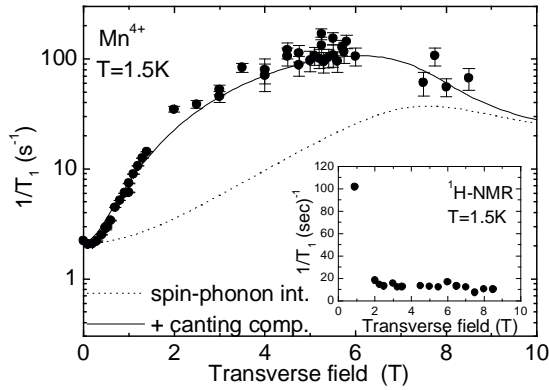 Mn⁴⁺
T=1.5K
1/T₁ (s⁻¹)
100
10
1
0 2 4 6 8 10
Transverse field (T)
spin-phonon int.
+ canting comp.
¹H-NMR
T=1.5K
1/T₁ (sec)⁻¹
120
100
80
60
40
20
0
0 2 4 6 8 10
Transverse field (T)